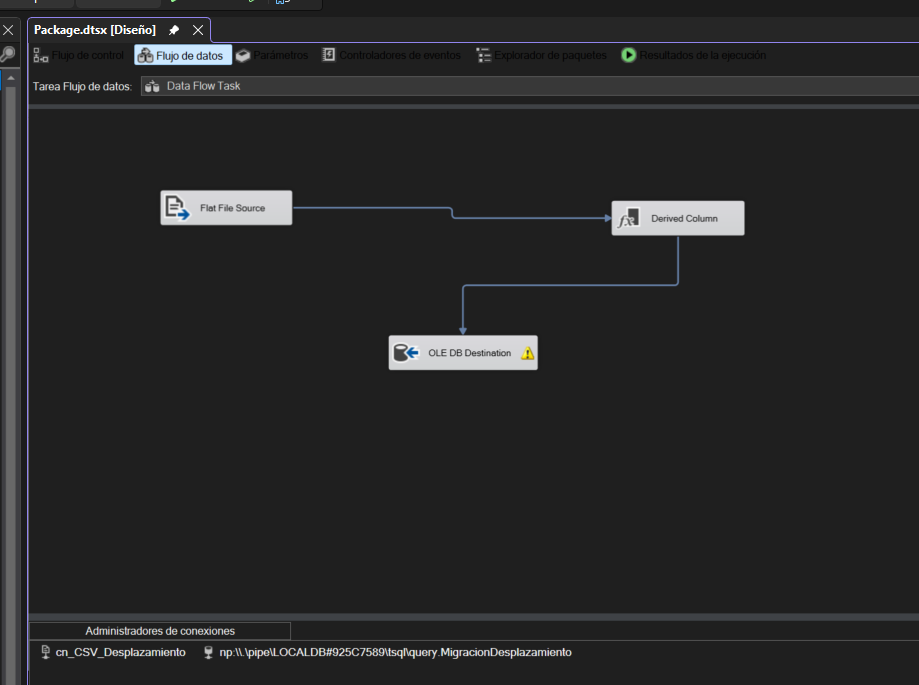 Package.dtsx [Diseño]
Flujo de control Flujo de datos Parámetros Controladores de eventos Explorador de paquetes Resultados de la ejecución
Tarea Flujo de datos: Data Flow Task
Flat File Source
fx Derived Column
OLE DB Destination
Administradores de conexiones
cn_CSV_Desplazamiento np:\\.\pipe\LOCALDB#925C7589\tsql\query.MigracionDesplazamiento